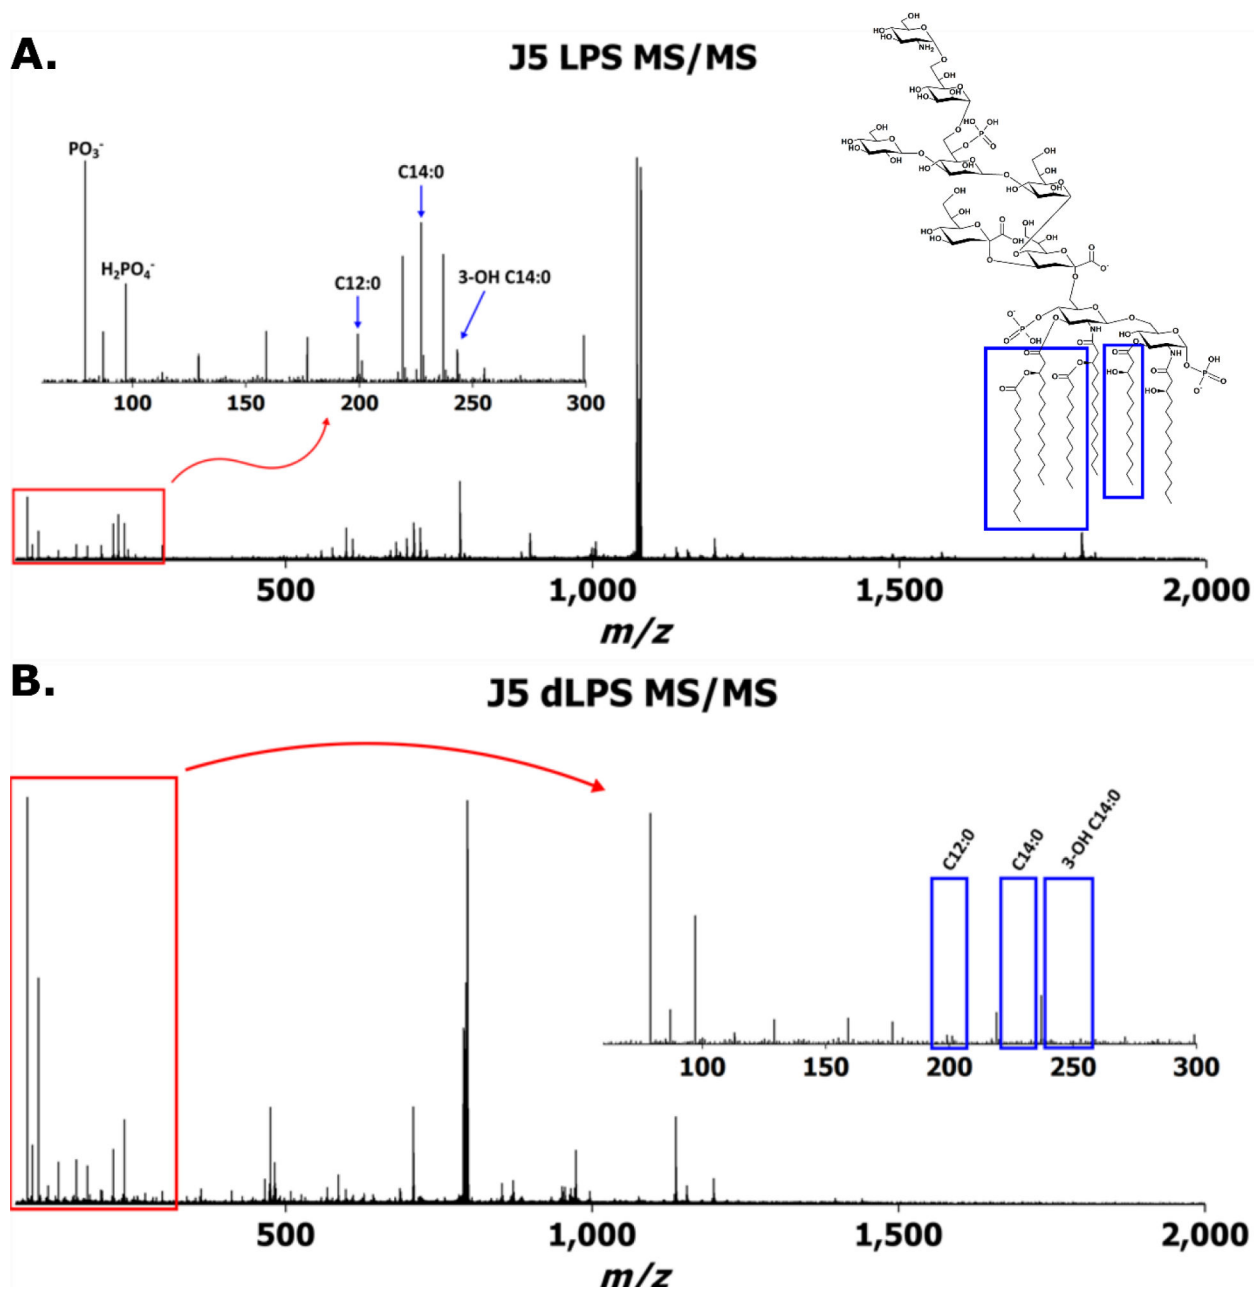 A.
J5 LPS MS/MS
PO₃⁻
H₂PO₄⁻
C12:0
C14:0
3-OH C14:0
100 150 200 250 300
500 1,000 1,500 2,000
m/z
B.
J5 dLPS MS/MS
C12:0
C14:0
3-OH C14:0
100 150 200 250 300
500 1,000 1,500 2,000
m/z